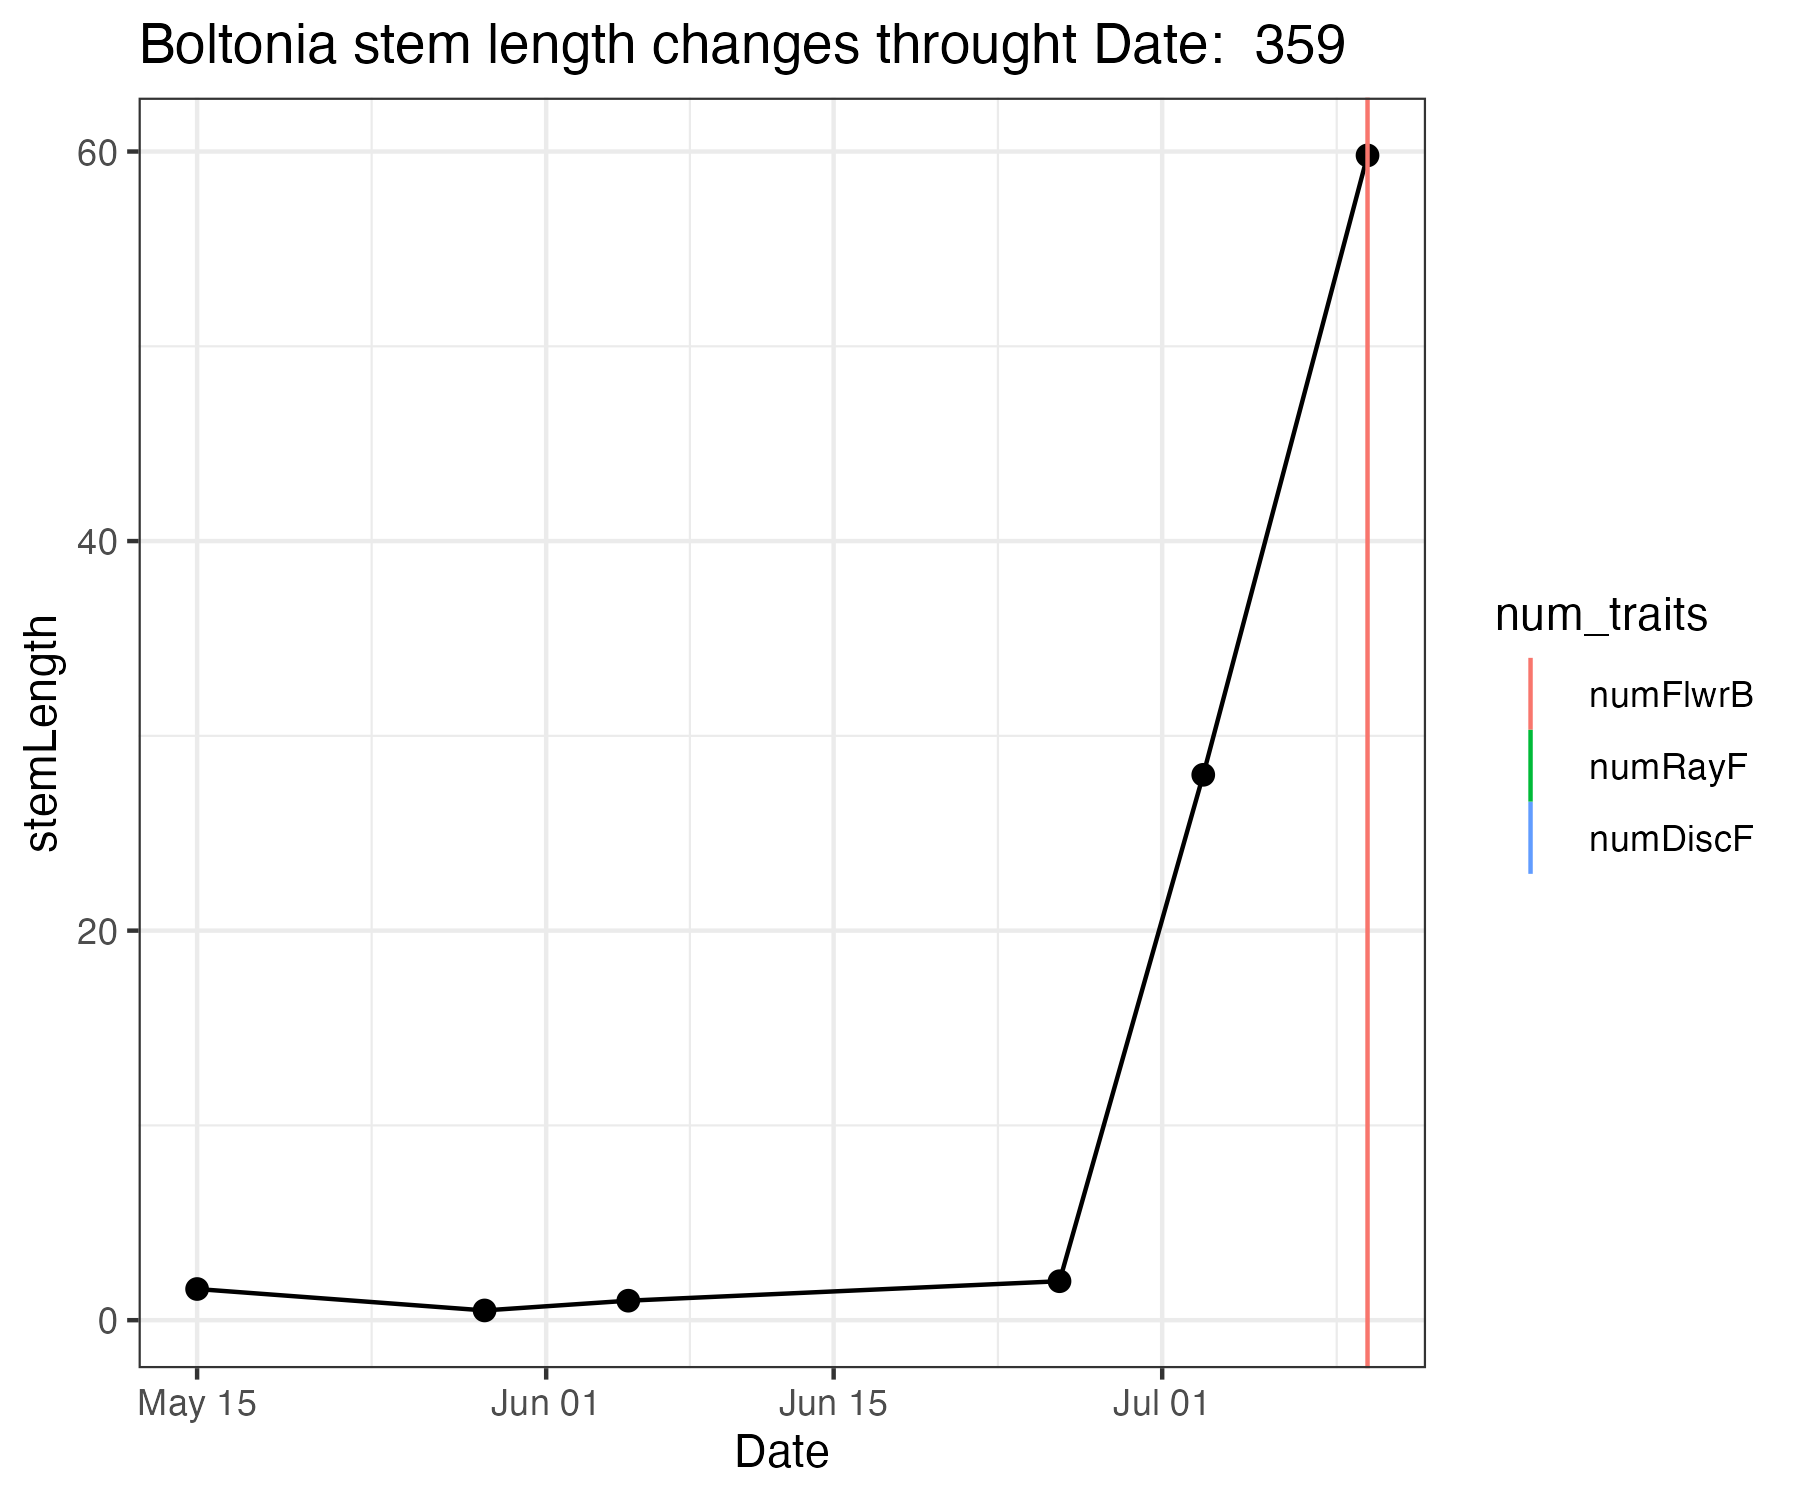 Boltonia stem length changes throught Date:  359
60
40
20
0
stemLength
May 15
Jun 01
Jun 15
Jul 01
Date
num_traits
numFlwrB
numRayF
numDiscF